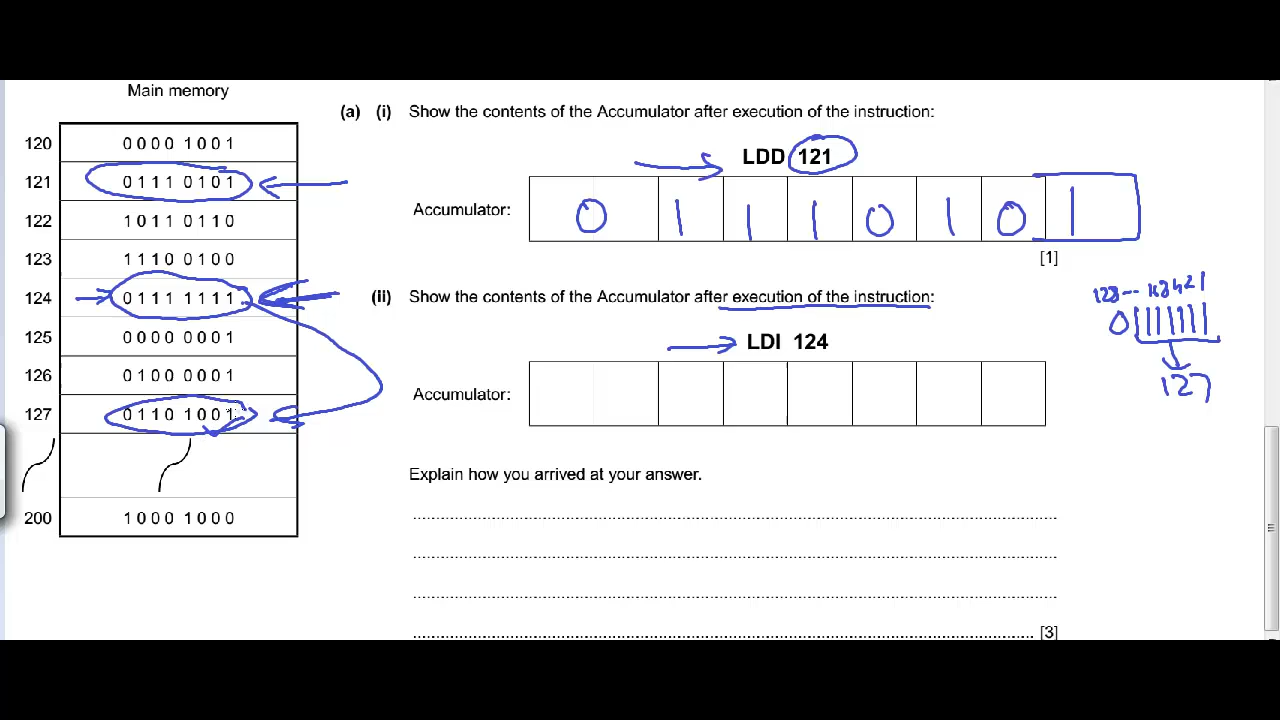 Main memory
120 0000 1001
121 0111 0101
122 1011 0110
123 1110 0100
124 0111 1111
125 0000 0001
126 0100 0001
127 0110 1001
200 1000 1000
(a) (i) Show the contents of the Accumulator after execution of the instruction:
LDD 121
Accumulator: 0 1 1 1 0 1 0 1
[1]
(ii) Show the contents of the Accumulator after execution of the instruction:
LDI 124
Accumulator:
128 -- 16 8 4 2 1
0 1 1 1 1 1 1 1
127
Explain how you arrived at your answer.
[3]